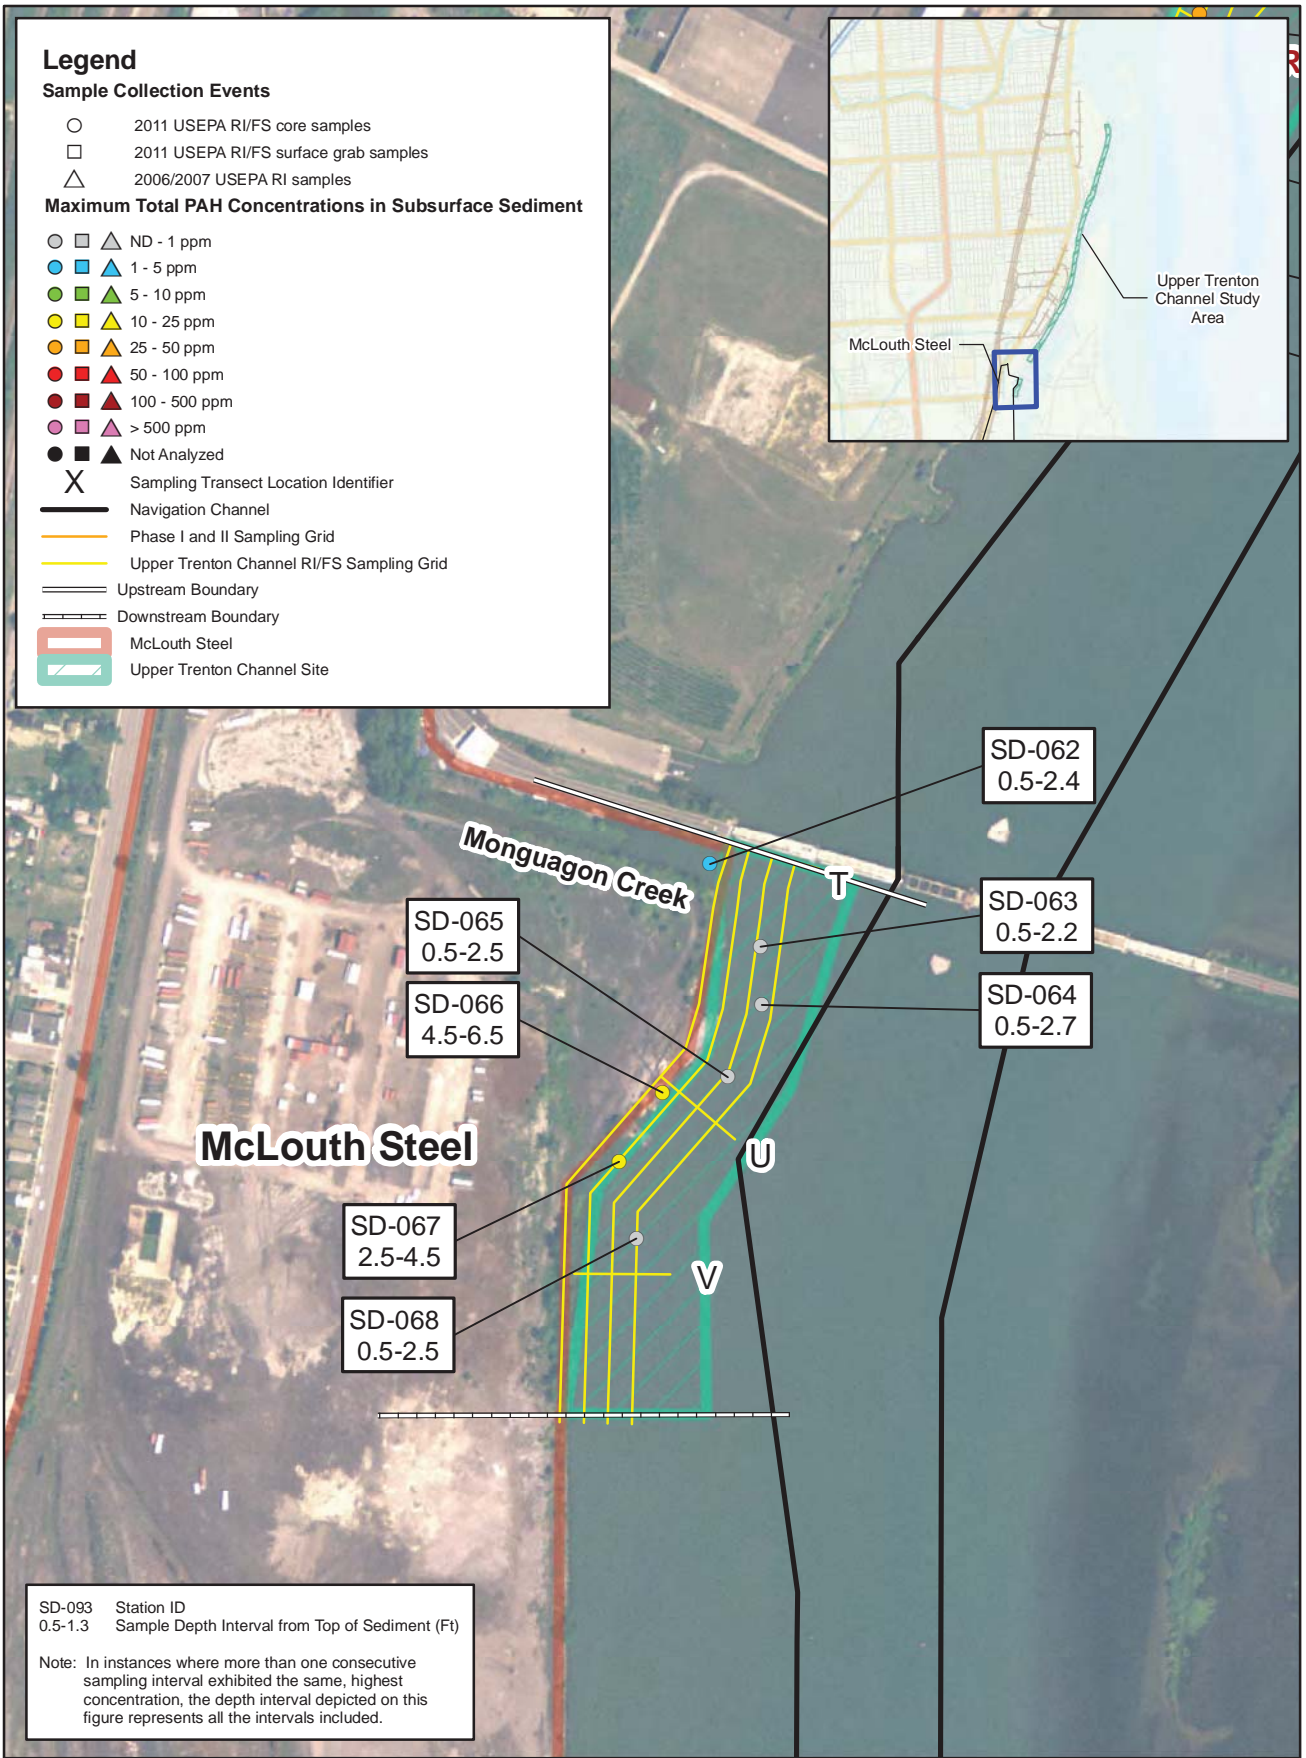 Legend
Sample Collection Events
2011 USEPA RI/FS core samples
2011 USEPA RI/FS surface grab samples
2006/2007 USEPA RI samples
Maximum Total PAH Concentrations in Subsurface Sediment
ND - 1 ppm
1 - 5 ppm
5 - 10 ppm
10 - 25 ppm
25 - 50 ppm
50 - 100 ppm
100 - 500 ppm
> 500 ppm
Not Analyzed
X Sampling Transect Location Identifier
Navigation Channel
Phase I and II Sampling Grid
Upper Trenton Channel RI/FS Sampling Grid
Upstream Boundary
Downstream Boundary
McLouth Steel
Upper Trenton Channel Site
R
Upper Trenton
Channel Study
Area
McLouth Steel
SD-062
0.5-2.4
Monguagon Creek
T
SD-063
0.5-2.2
SD-065
0.5-2.5
SD-064
0.5-2.7
SD-066
4.5-6.5
McLouth Steel
U
SD-067
2.5-4.5
V
SD-068
0.5-2.5
SD-093 Station ID
0.5-1.3 Sample Depth Interval from Top of Sediment (Ft)
Note: In instances where more than one consecutive
sampling interval exhibited the same, highest
concentration, the depth interval depicted on this
figure represents all the intervals included.